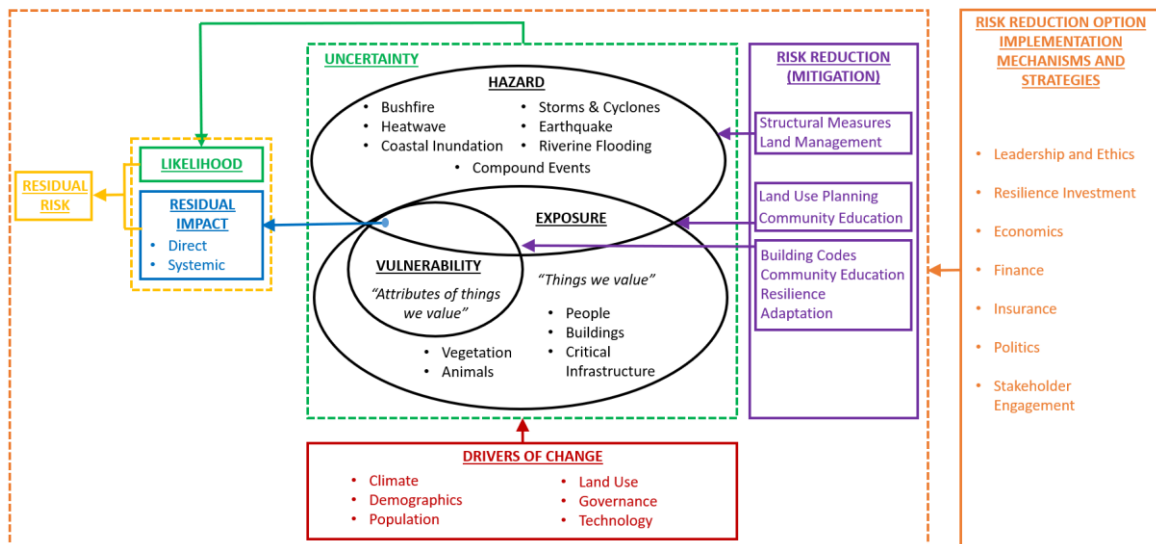 RISK REDUCTION OPTION
IMPLEMENTATION
MECHANISMS AND
STRATEGIES
• Leadership and Ethics
• Resilience Investment
• Economics
• Finance
• Insurance
• Politics
• Stakeholder
Engagement
UNCERTAINTY
HAZARD
• Bushfire
• Heatwave
• Coastal Inundation
• Storms & Cyclones
• Earthquake
• Riverine Flooding
• Compound Events
EXPOSURE
"Things we value"
• People
• Buildings
• Critical
Infrastructure
• Vegetation
• Animals
VULNERABILITY
"Attributes of things
we value"
RISK REDUCTION
(MITIGATION)
Structural Measures
Land Management
Land Use Planning
Community Education
Building Codes
Community Education
Resilience
Adaptation
LIKELIHOOD
RESIDUAL
IMPACT
• Direct
• Systemic
RESIDUAL
RISK
DRIVERS OF CHANGE
• Climate
• Demographics
• Population
• Land Use
• Governance
• Technology